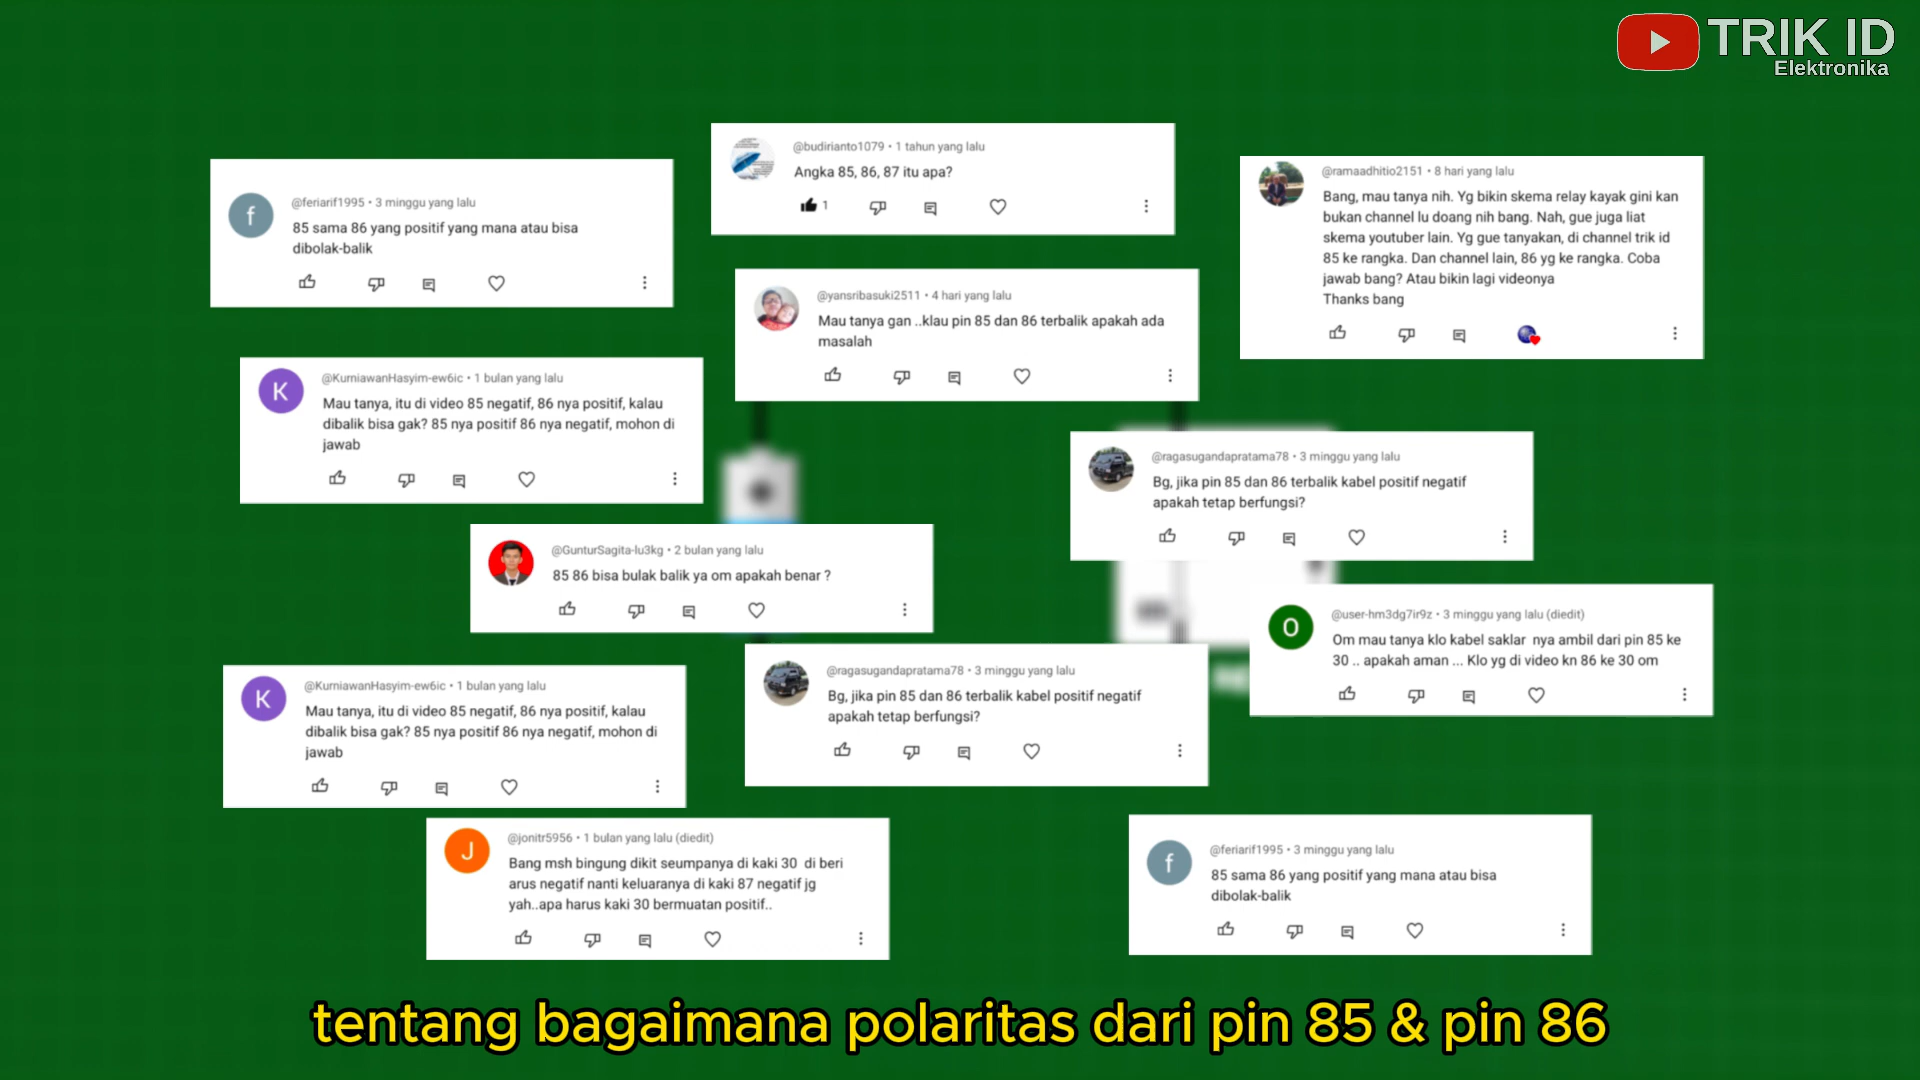 TRIK ID
Elektronika
@budirianto1079 • 1 tahun yang lalu
Angka 85, 86, 87 itu apa?
1
@feriarif1995 • 3 minggu yang lalu
85 sama 86 yang positif yang mana atau bisa
dibolak-balik
@ramaadhitio2151 • 8 hari yang lalu
Bang, mau tanya nih. Yg bikin skema relay kayak gini kan
bukan channel lu doang nih bang. Nah, gue juga liat
skema youtuber lain. Yg gue tanyakan, di channel trik id
85 ke rangka. Dan channel lain, 86 yg ke rangka. Coba
jawab bang? Atau bikin lagi videonya
Thanks bang
@yansribasuki2511 • 4 hari yang lalu
Mau tanya gan ..klau pin 85 dan 86 terbalik apakah ada
masalah
K
@KurniawanHasyim-ew6ic • 1 bulan yang lalu
Mau tanya, itu di video 85 negatif, 86 nya positif, kalau
dibalik bisa gak? 85 nya positif 86 nya negatif, mohon di
jawab
@ragasugandapratama78 • 3 minggu yang lalu
Bg, jika pin 85 dan 86 terbalik kabel positif negatif
apakah tetap berfungsi?
@GunturSagita-lu3kg • 2 bulan yang lalu
85 86 bisa bulak balik ya om apakah benar ?
O
@user-hm3dg7ir9z • 3 minggu yang lalu (diedit)
Om mau tanya klo kabel saklar nya ambil dari pin 85 ke
30 .. apakah aman ... Klo yg di video kn 86 ke 30 om
K
@KurniawanHasyim-ew6ic • 1 bulan yang lalu
Mau tanya, itu di video 85 negatif, 86 nya positif, kalau
dibalik bisa gak? 85 nya positif 86 nya negatif, mohon di
jawab
@ragasugandapratama78 • 3 minggu yang lalu
Bg, jika pin 85 dan 86 terbalik kabel positif negatif
apakah tetap berfungsi?
J
@jonitr5956 • 1 bulan yang lalu (diedit)
Bang msh bingung dikit seumpanya di kaki 30 di beri
arus negatif nanti keluaranya di kaki 87 negatif jg
yah..apa harus kaki 30 bermuatan positif..
f
@feriarif1995 • 3 minggu yang lalu
85 sama 86 yang positif yang mana atau bisa
dibolak-balik
f
tentang bagaimana polaritas dari pin 85 & pin 86